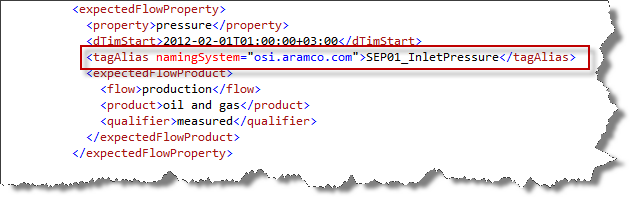 <expectedFlowProperty>
<property>pressure</property>
<dTimStart>2012-02-01T01:00:00+03:00</dTimStart>
<tagAlias namingSystem="osi.aramco.com">SEP01_InletPressure</tagAlias>
<expectedFlowProduct>
<flow>production</flow>
<product>oil and gas</product>
<qualifier>measured</qualifier>
</expectedFlowProduct>
</expectedFlowProperty>